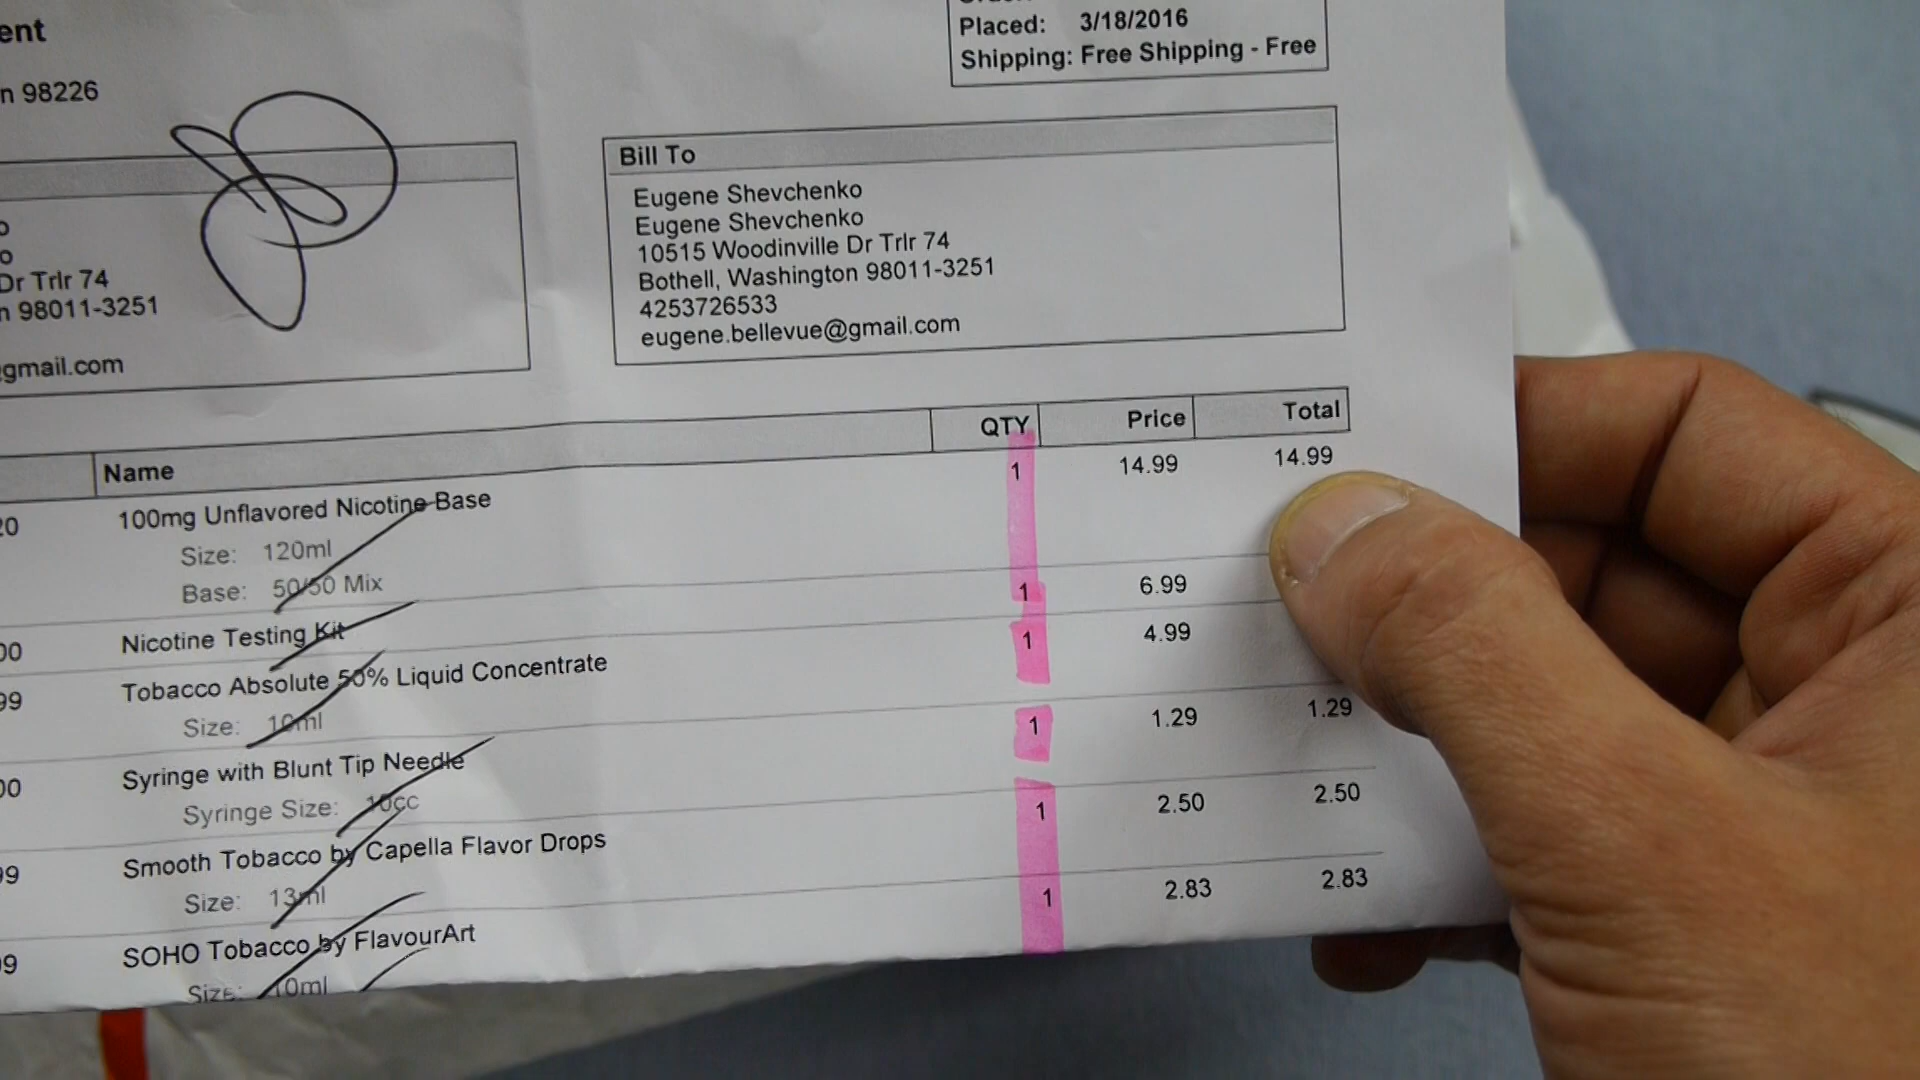 ent
Placed: 3/18/2016
Shipping: Free Shipping - Free
n 98226
Bill To
Eugene Shevchenko
Eugene Shevchenko
10515 Woodinville Dr Trlr 74
Bothell, Washington 98011-3251
4253726533
eugene.bellevue@gmail.com
o
o
Dr Trlr 74
n 98011-3251
gmail.com
Name QTY Price Total
20 100mg Unflavored Nicotine Base 1 14.99 14.99
Size: 120ml
Base: 50/50 Mix
00 Nicotine Testing Kit 1 6.99
99 Tobacco Absolute 50% Liquid Concentrate 1 4.99
Size: 10ml
00 Syringe with Blunt Tip Needle 1 1.29 1.29
Syringe Size: 10cc
99 Smooth Tobacco by Capella Flavor Drops 1 2.50 2.50
Size: 13ml
99 SOHO Tobacco by FlavourArt 1 2.83 2.83
Size: 10ml